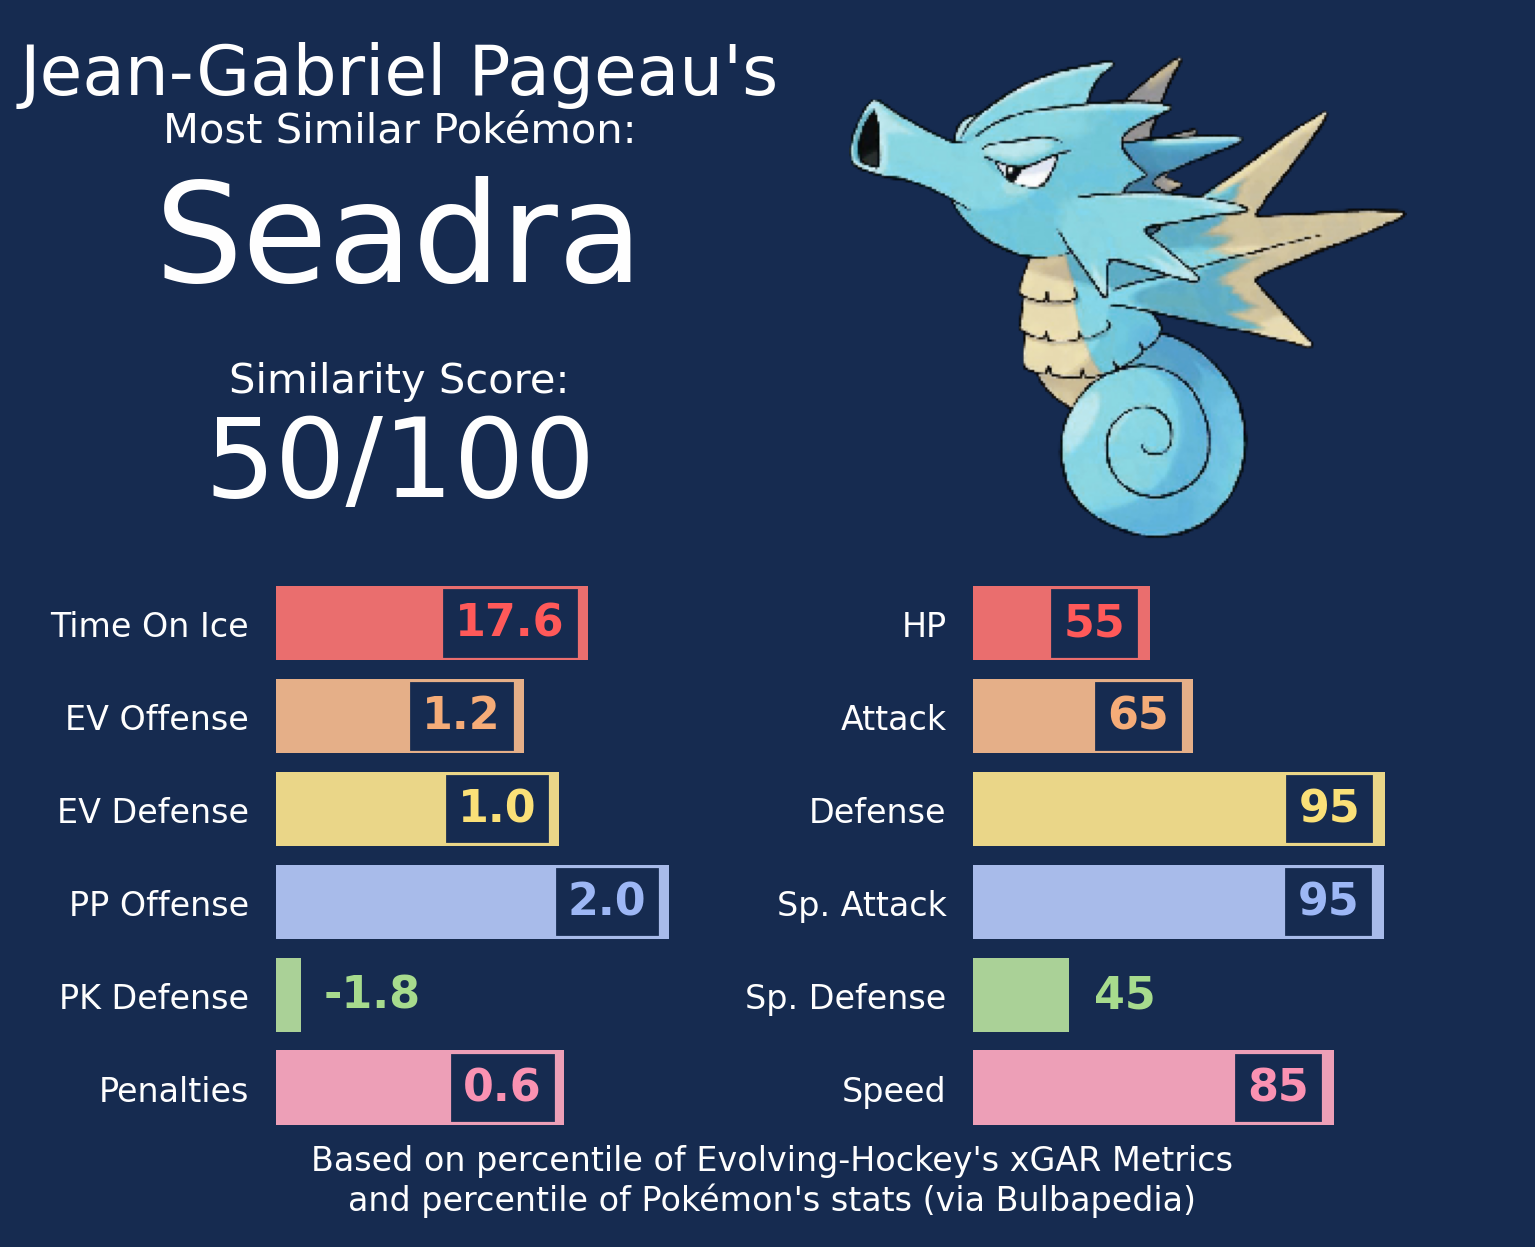 Jean-Gabriel Pageau's
Most Similar Pokémon:
Seadra
Similarity Score:
50/100
Time On Ice 17.6
EV Offense 1.2
EV Defense 1.0
PP Offense 2.0
PK Defense -1.8
Penalties 0.6
HP 55
Attack 65
Defense 95
Sp. Attack 95
Sp. Defense 45
Speed 85
Based on percentile of Evolving-Hockey's xGAR Metrics
and percentile of Pokémon's stats (via Bulbapedia)